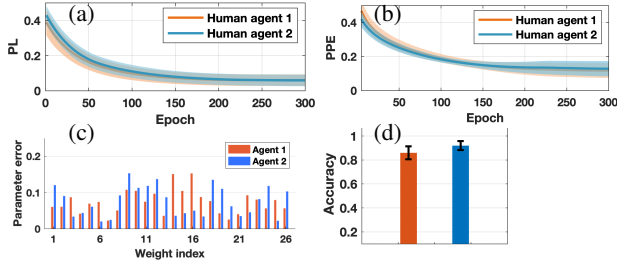 (a)
Human agent 1
Human agent 2
PL
0.4
0.2
0
0 50 100 150 200 250 300
Epoch
(b)
Human agent 1
Human agent 2
PPE
0.4
0.2
0
50 100 150 200 250 300
Epoch
(c)
Agent 1
Agent 2
Parameter error
0.2
0.1
0
1 6 11 16 21 26
Weight index
(d)
Accuracy
1
0.8
0.6
0.4
0.2